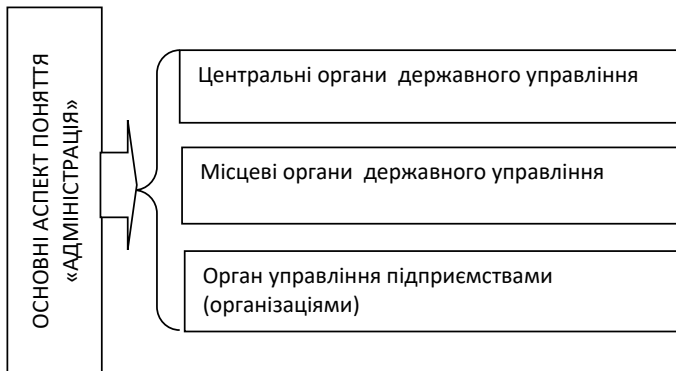 ОСНОВНІ АСПЕКТ ПОНЯТТЯ
«АДМІНІСТРАЦІЯ»
Центральні органи державного управління
Місцеві органи державного управління
Орган управління підприємствами
(організаціями)